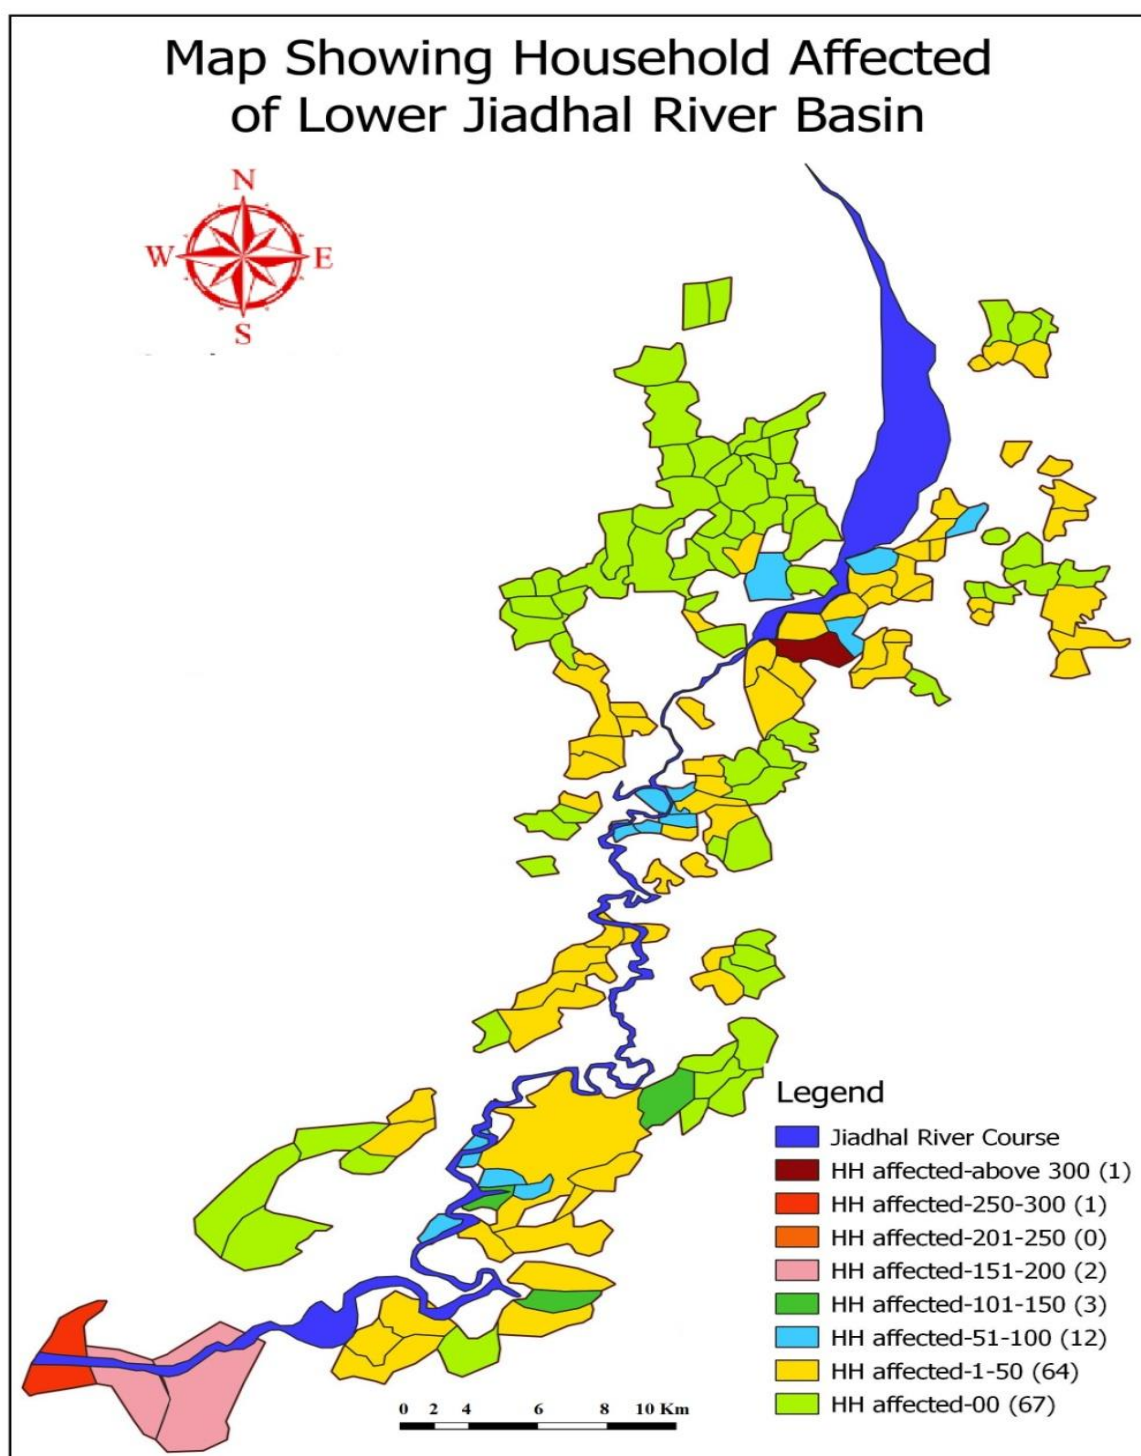 Map Showing Household Affected
of Lower Jiadhal River Basin
N
W E
S
Legend
Jiadhal River Course
HH affected-above 300 (1)
HH affected-250-300 (1)
HH affected-201-250 (0)
HH affected-151-200 (2)
HH affected-101-150 (3)
HH affected-51-100 (12)
HH affected-1-50 (64)
HH affected-00 (67)
0 2 4 6 8 10 Km